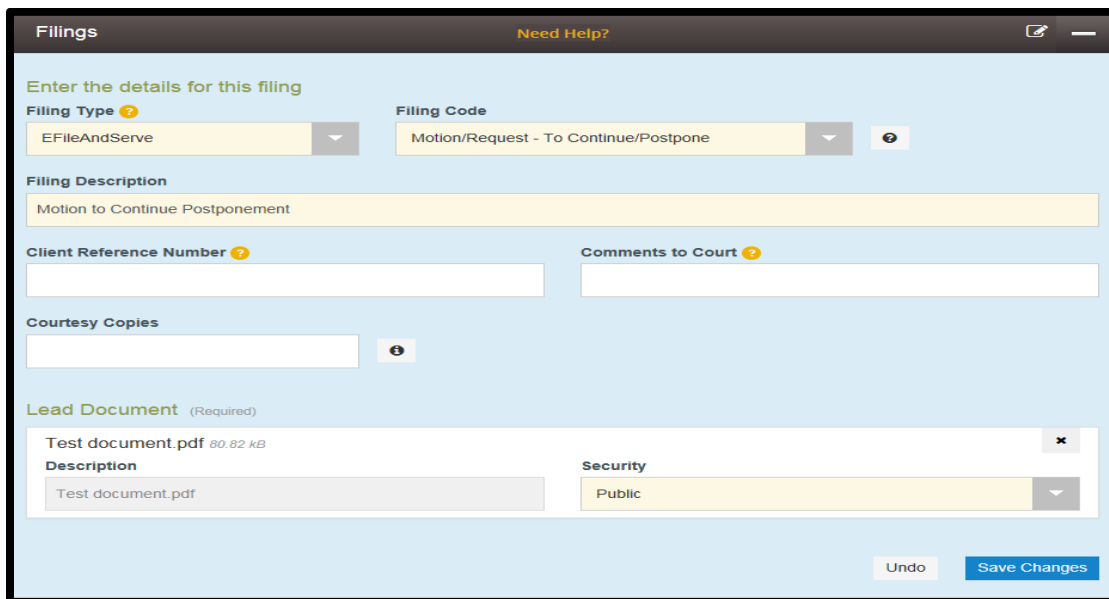 Filings Need Help?
Enter the details for this filing
Filing Type ? Filing Code
EFileAndServe Motion/Request - To Continue/Postpone ?
Filing Description
Motion to Continue Postponement
Client Reference Number ? Comments to Court ?
Courtesy Copies
Lead Document (Required)
Test document.pdf 80.82 kB
Description Security
Test document.pdf Public
Undo Save Changes